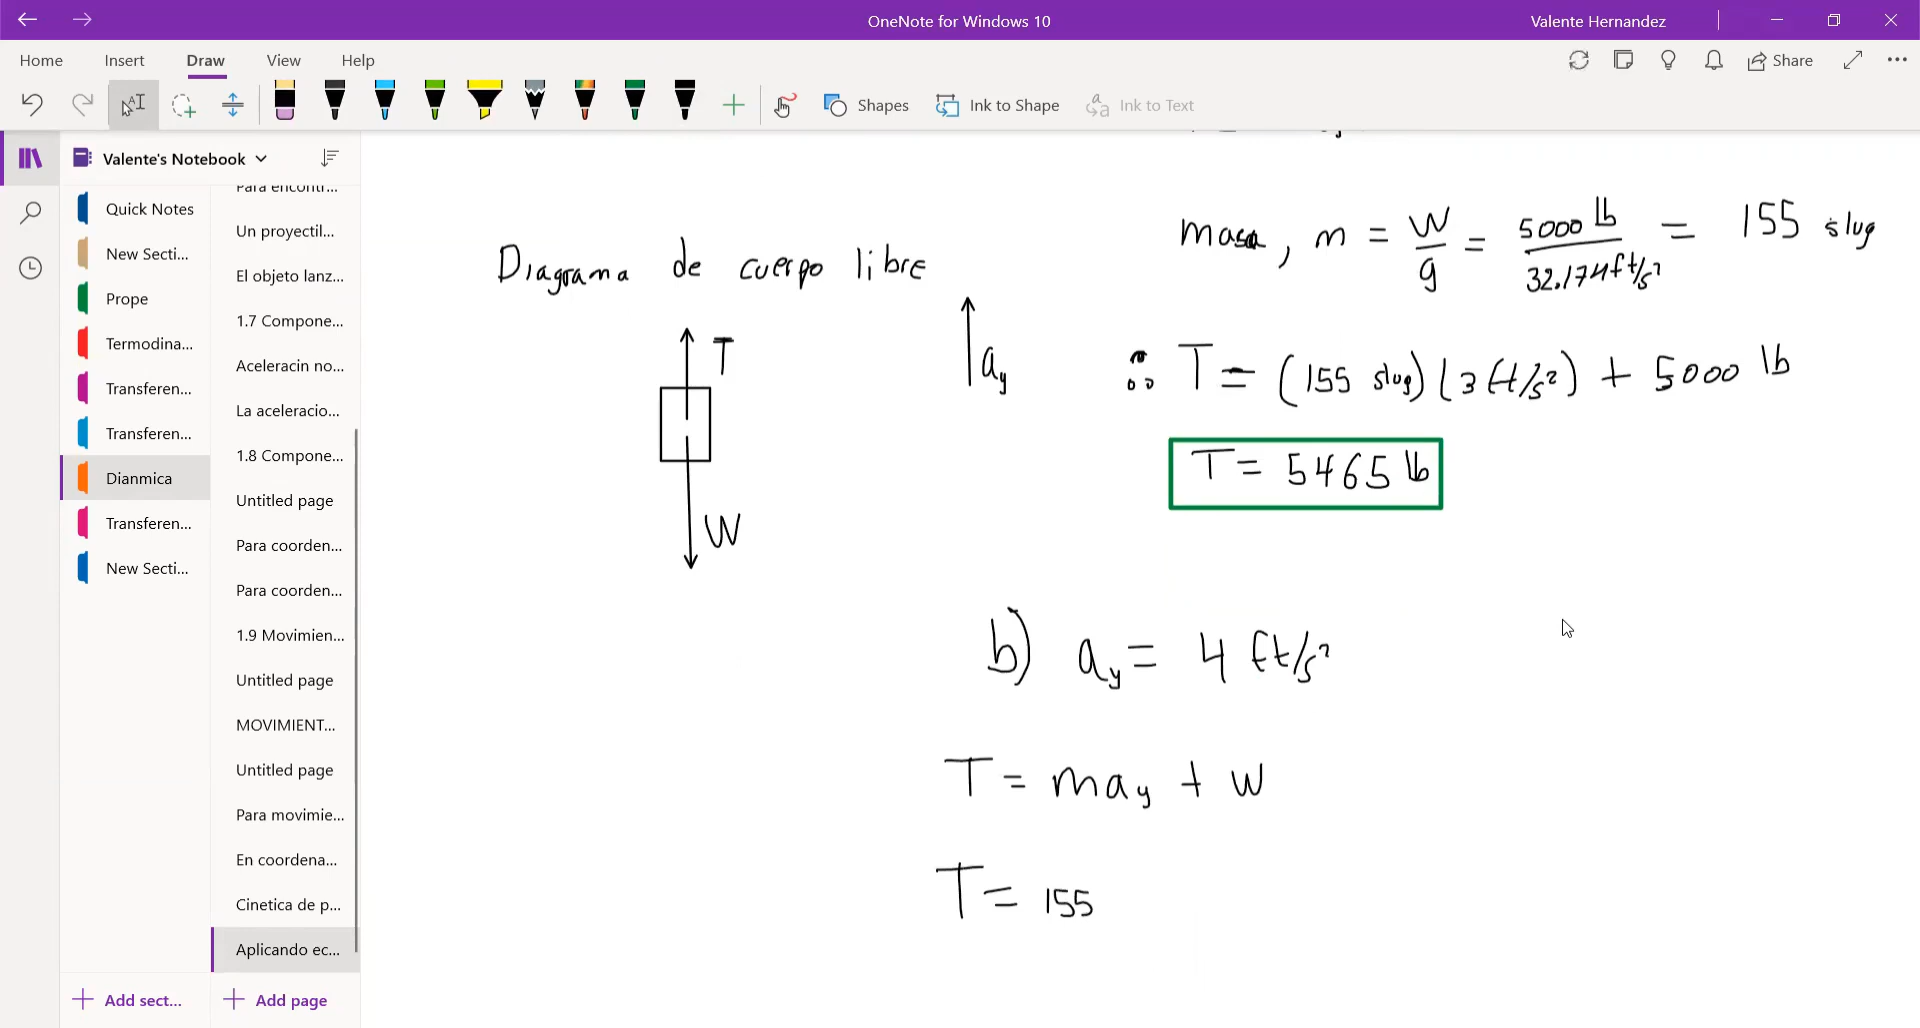 OneNote for Windows 10
Valente Hernandez
Home Insert Draw View Help
Share
Shapes Ink to Shape Ink to Text
Valente's Notebook
Quick Notes
New Secti...
Prope
Termodina...
Transferen...
Transferen...
Dianmica
Transferen...
New Secti...
Add sect...
Para encontr...
Un proyectil...
El objeto lanz...
1.7 Compone...
Aceleracin no...
La aceleracio...
1.8 Compone...
Untitled page
Para coorden...
Para coorden...
1.9 Movimien...
Untitled page
MOVIMIENT...
Untitled page
Para movimie...
En coordena...
Cinetica de p...
Aplicando ec...
Add page
Diagrama de cuerpo libre
T
W
a_y
masa, m = W/g = 5000 lb / 32.174 ft/s² = 155 slug
∴ T = (155 slug) (3 ft/s²) + 5000 lb
T = 5465 lb
b) a_y = 4 ft/s²
T = ma_y + W
T = 155